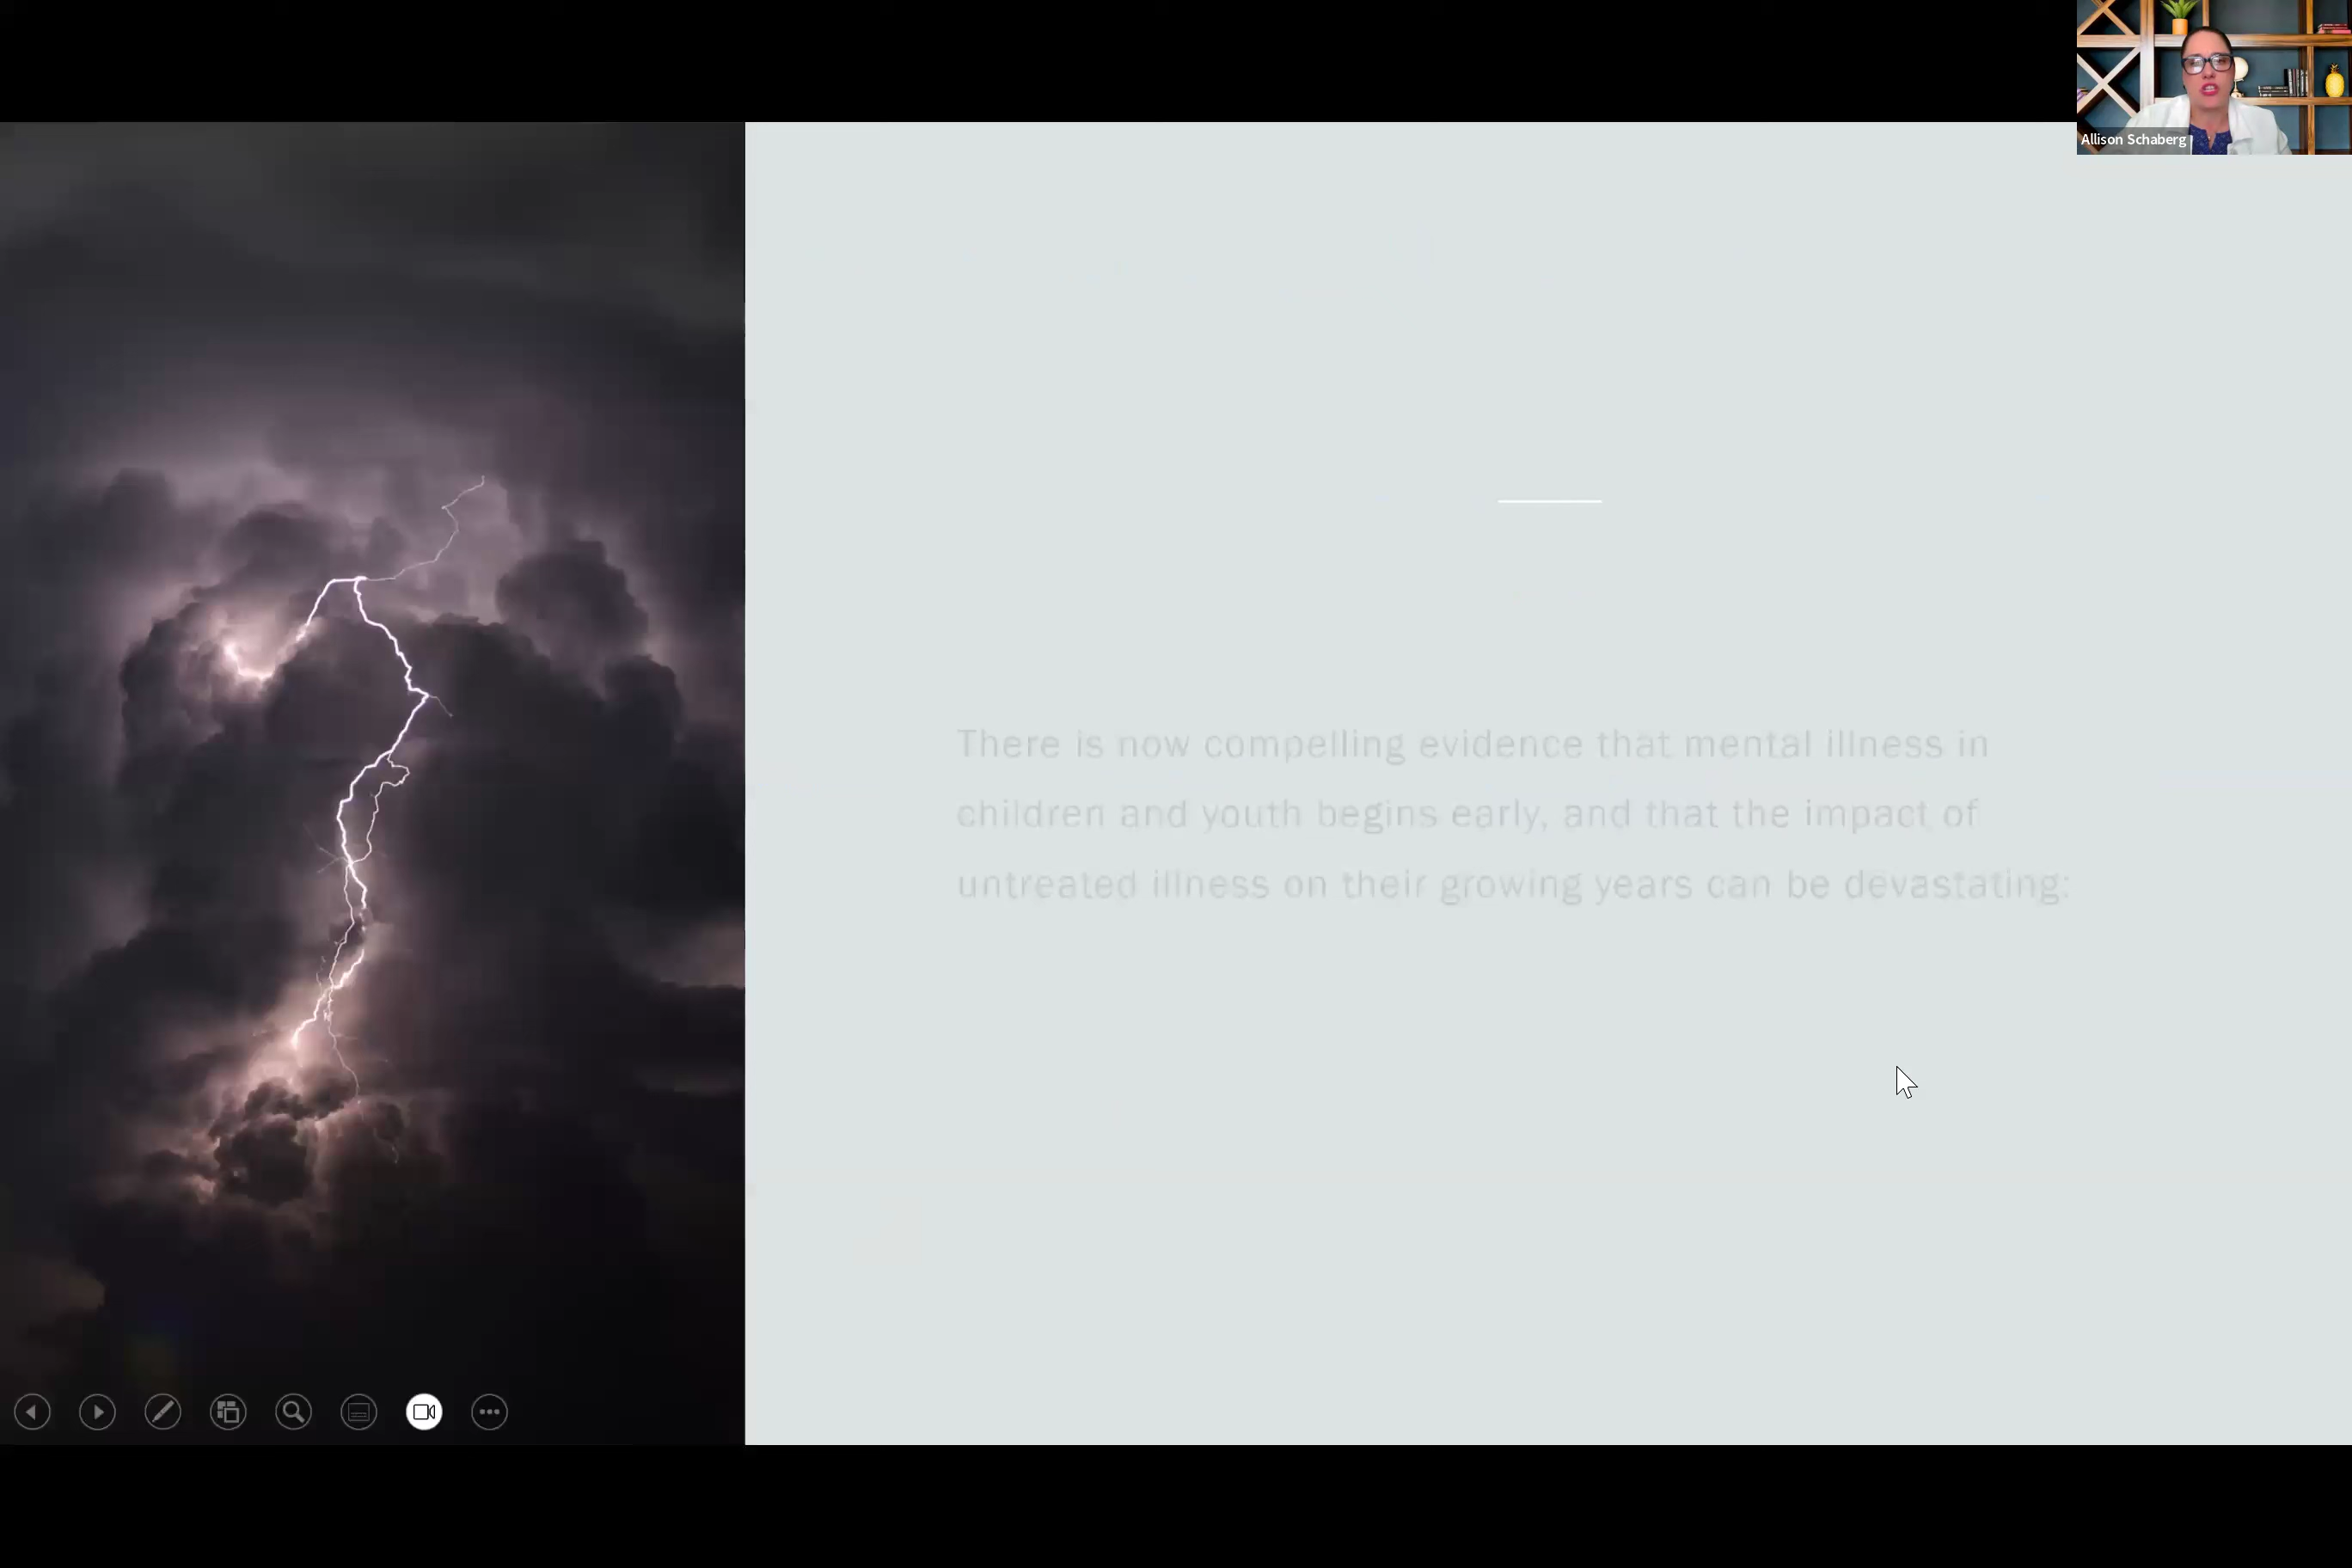 Allison Schaberg
There is now compelling evidence that mental illness in
children and youth begins early, and that the impact of
untreated illness on their growing years can be devastating: